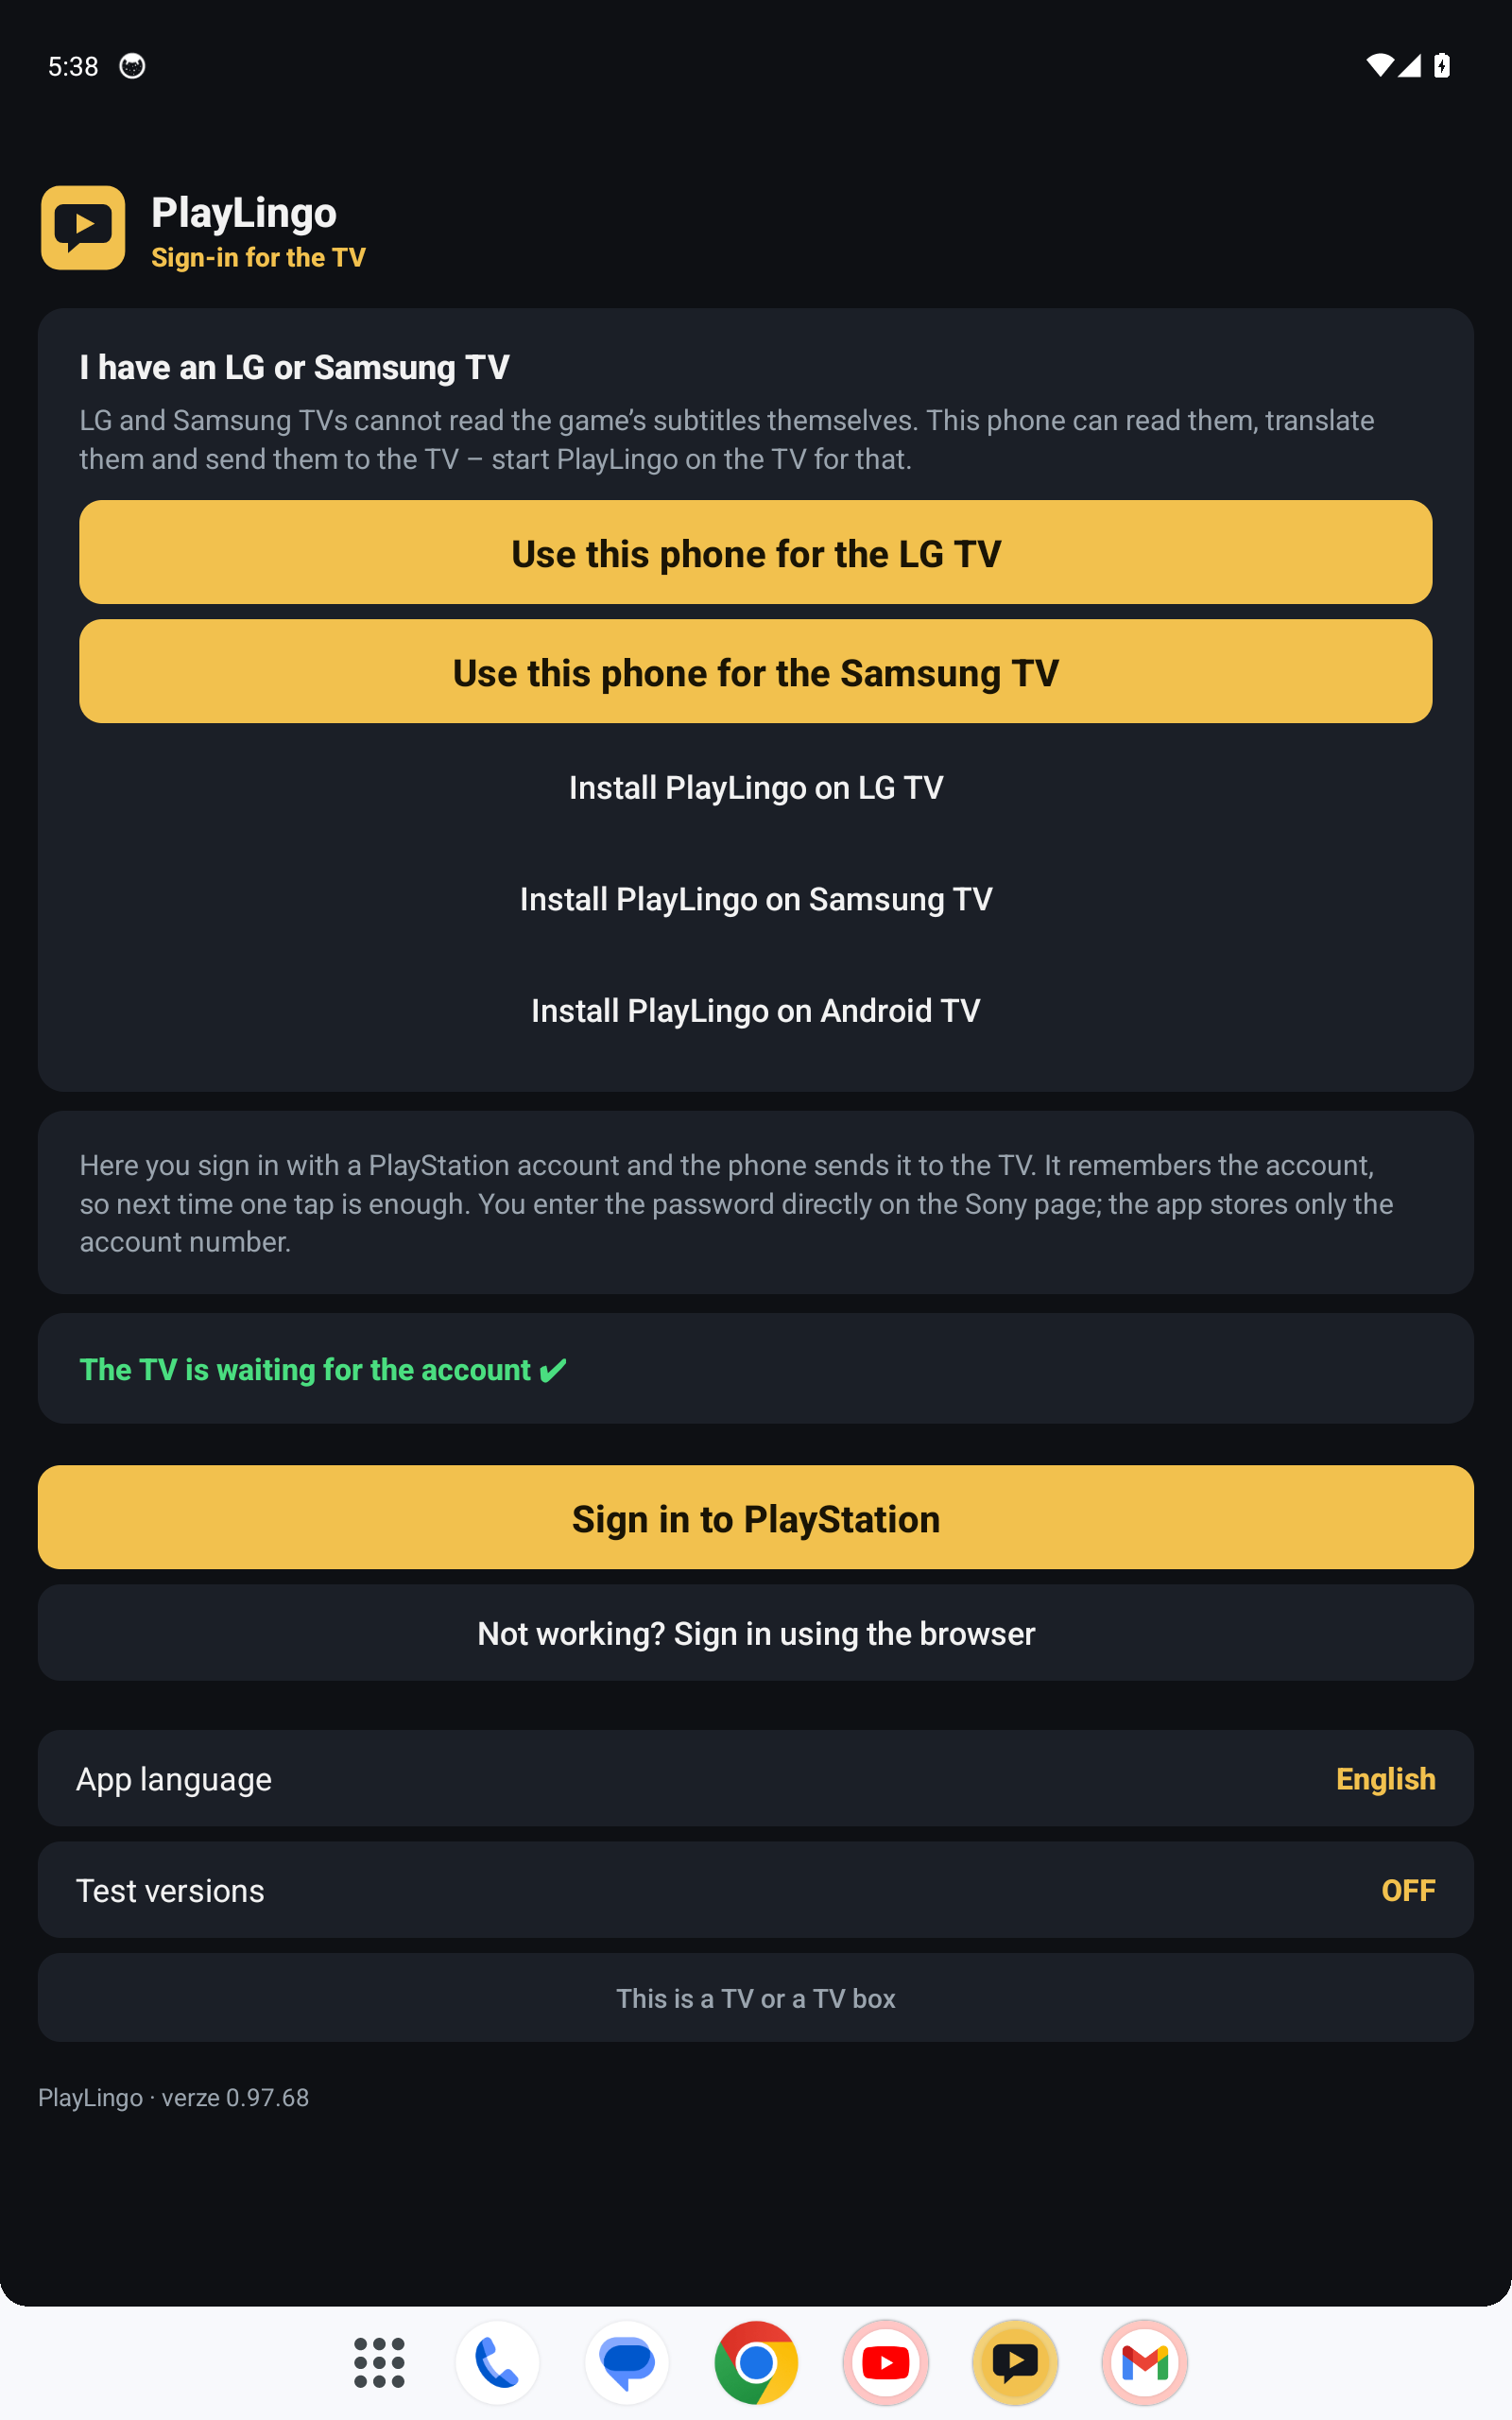 5:38
PlayLingo
Sign-in for the TV
I have an LG or Samsung TV
LG and Samsung TVs cannot read the game’s subtitles themselves. This phone can read them, translate
them and send them to the TV – start PlayLingo on the TV for that.
Use this phone for the LG TV
Use this phone for the Samsung TV
Install PlayLingo on LG TV
Install PlayLingo on Samsung TV
Install PlayLingo on Android TV
Here you sign in with a PlayStation account and the phone sends it to the TV. It remembers the account,
so next time one tap is enough. You enter the password directly on the Sony page; the app stores only the
account number.
The TV is waiting for the account ✔
Sign in to PlayStation
Not working? Sign in using the browser
App language English
Test versions OFF
This is a TV or a TV box
PlayLingo · verze 0.97.68